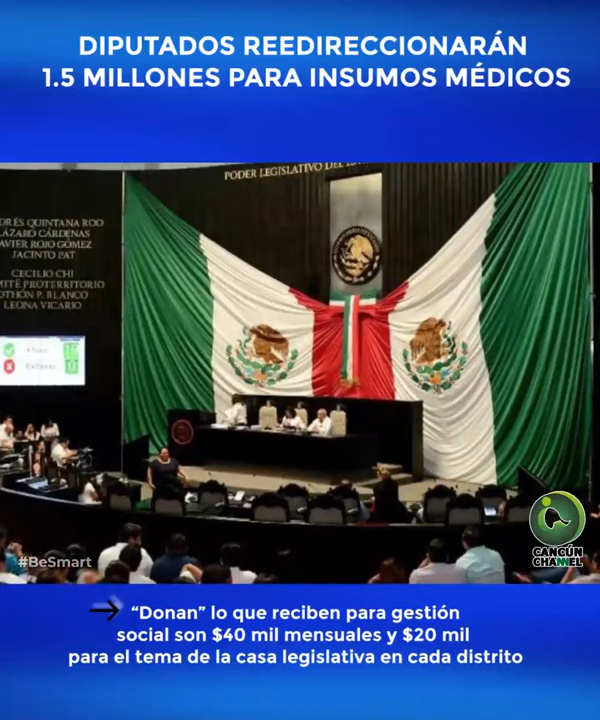 DIPUTADOS REEDIRECCIONARÁN
1.5 MILLONES PARA INSUMOS MÉDICOS
PODER LEGISLATIVO DEL
QUINTANA ROO
LÁZARO CÁRDENAS
JAVIER ROJO GÓMEZ
JACINTO PAT
CECILIO CHI
PROTERRITORIO
OTHÓN P. BLANCO
LEONA VICARIO
#BeSmart
CANCÚN
CHANNEL
“Donan” lo que reciben para gestión
social son $40 mil mensuales y $20 mil
para el tema de la casa legislativa en cada distrito